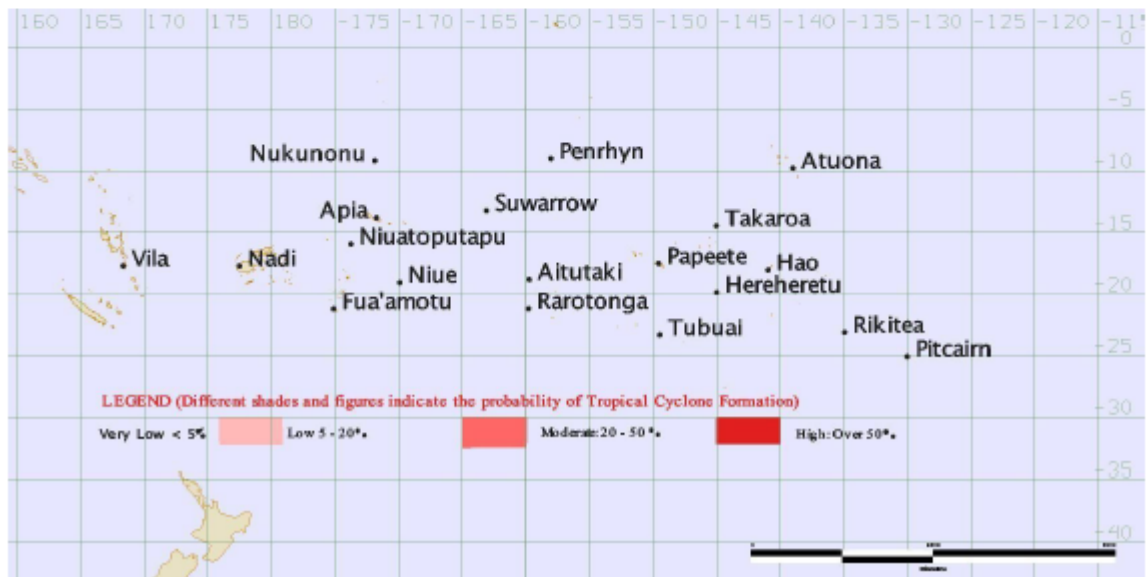 160 165 170 175 180 -175 -170 -165 -160 -155 -150 -145 -140 -135 -130 -125 -120 -115
0
-5
Nukunonu Penrhyn Atuona
-10
Apia Suwarrow Takaroa
-15
Niuatoputapu
Vila Nadi Niue Aitutaki Papeete Hao
Hereheretu
-20
Fua'amotu Rarotonga
Tubuai Rikitea
Pitcairn
-25
LEGEND (Different shades and figures indicate the probability of Tropical Cyclone Formation)
-30
Very Low < 5% Low 5 - 20% Moderate: 20 - 50 % High: Over 50%
-35
-40